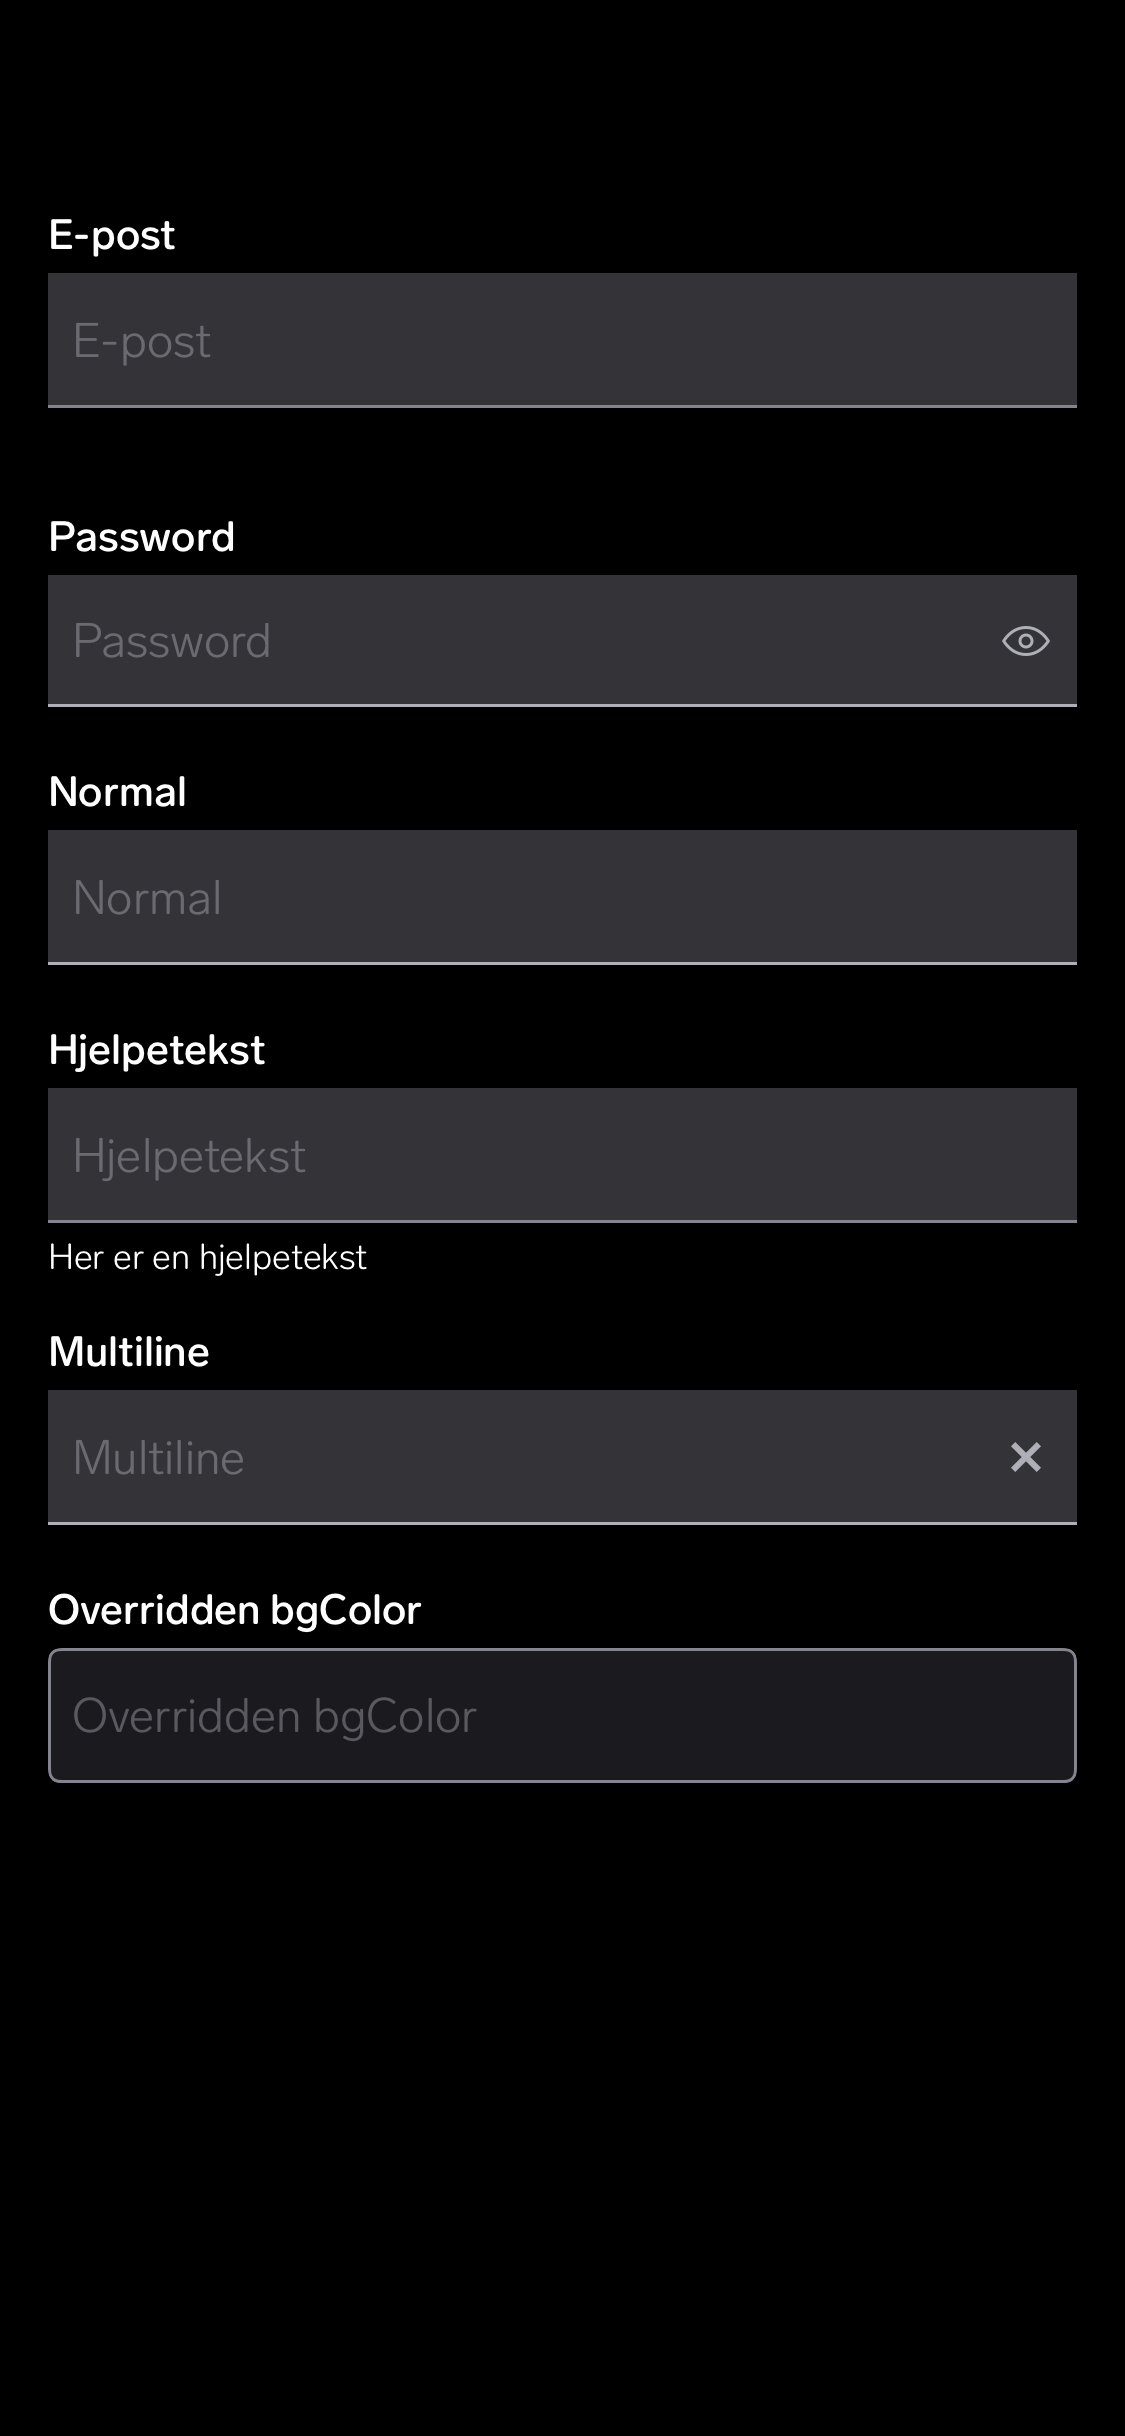 E-post
E-post
Password
Password
Normal
Normal
Hjelpetekst
Hjelpetekst
Her er en hjelpetekst
Multiline
Multiline
Overridden bgColor
Overridden bgColor